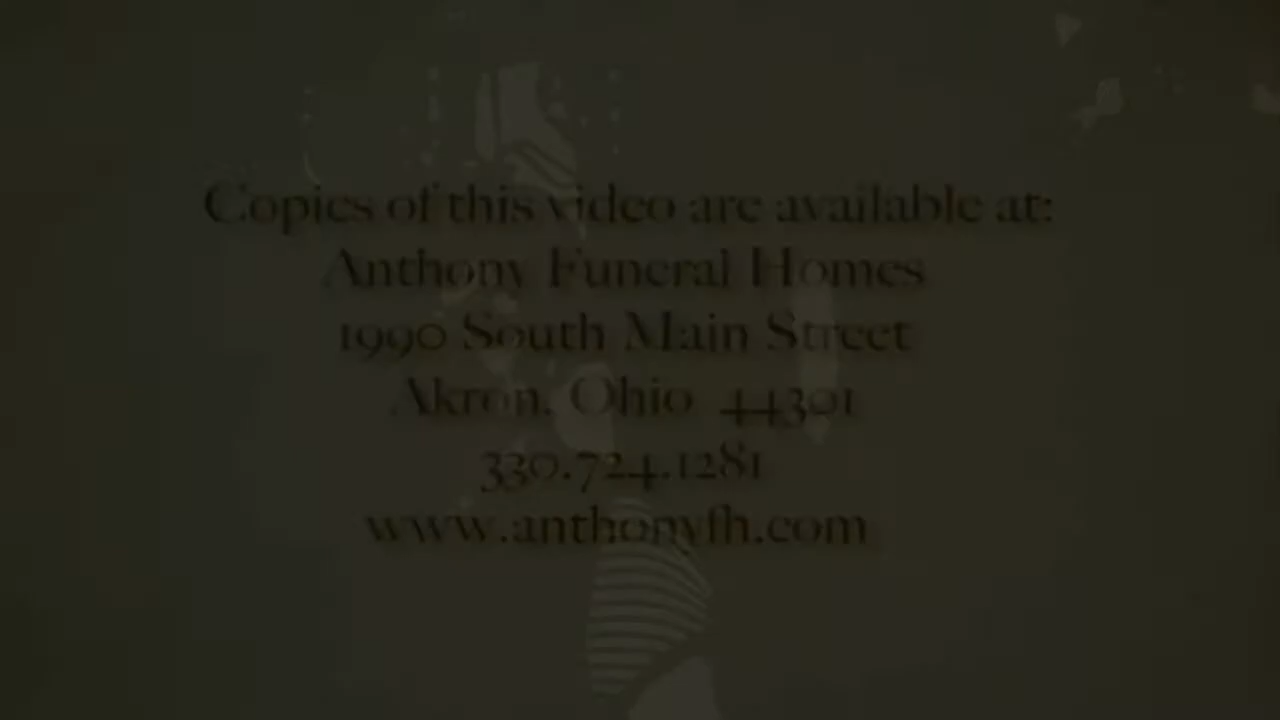 Copies of this video are available at:
Anthony Funeral Homes
1990 South Main Street
Akron, Ohio 44301
330.724.1281
www.anthonyfh.com